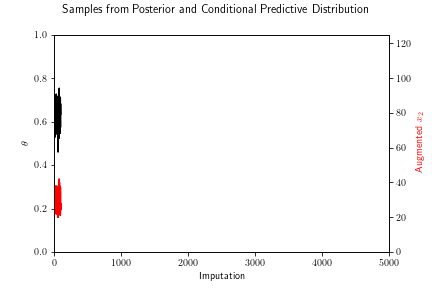 Samples from Posterior and Conditional Predictive Distribution
1.0
0.8
0.6
0.4
0.2
0.0
θ
120
100
80
60
40
20
0
Augmented x₂
0 1000 2000 3000 4000 5000
Imputation